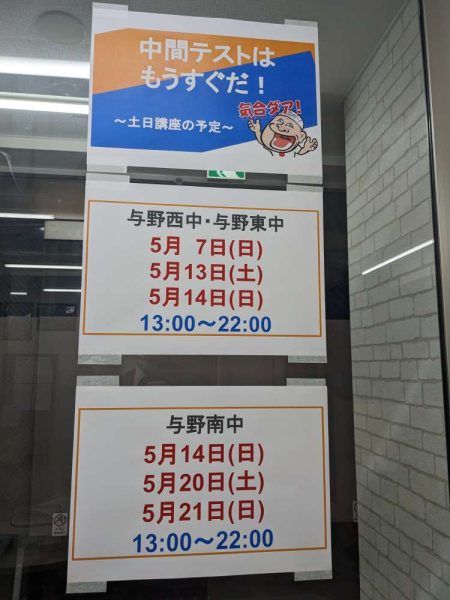 中間テストは
もうすぐだ！
気合ダア！
～土日講座の予定～
与野西中・与野東中
5月 7日(日)
5月13日(土)
5月14日(日)
13:00～22:00
与野南中
5月14日(日)
5月20日(土)
5月21日(日)
13:00～22:00